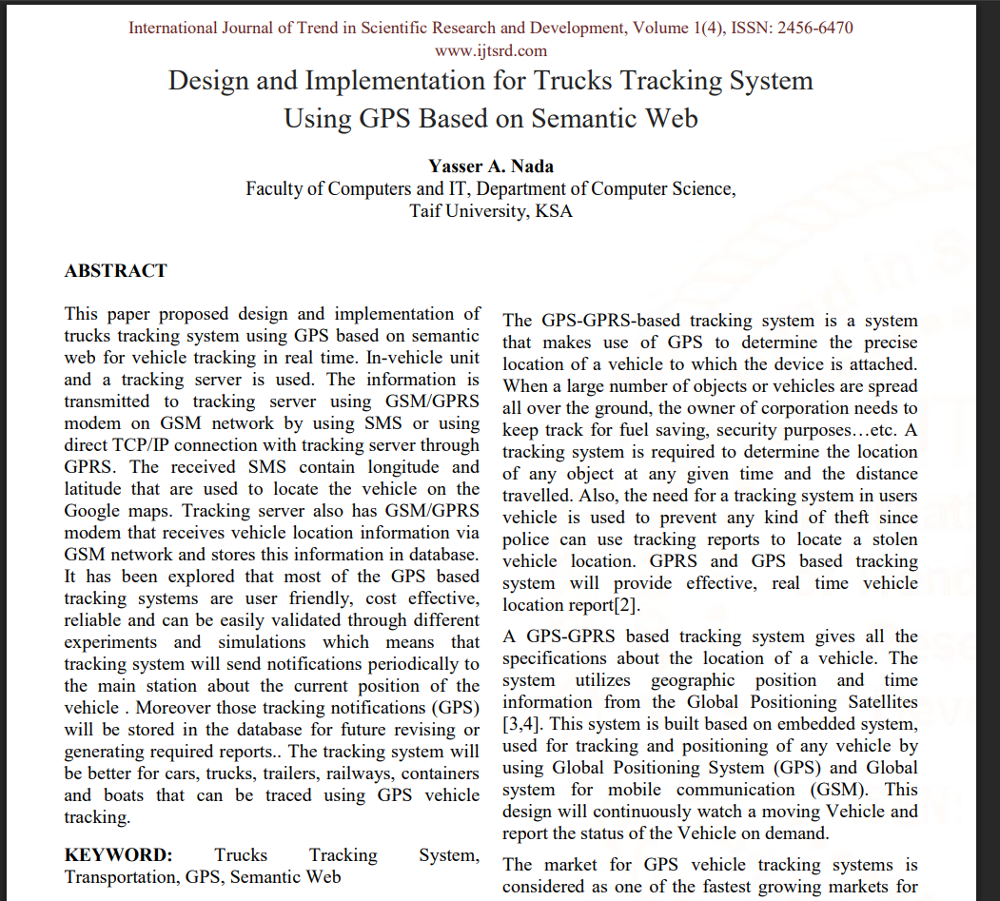 International Journal of Trend in Scientific Research and Development, Volume 1(4), ISSN: 2456-6470
www.ijtsrd.com
Design and Implementation for Trucks Tracking System
Using GPS Based on Semantic Web
Yasser A. Nada
Faculty of Computers and IT, Department of Computer Science,
Taif University, KSA
ABSTRACT
This paper proposed design and implementation of
trucks tracking system using GPS based on semantic
web for vehicle tracking in real time. In-vehicle unit
and a tracking server is used. The information is
transmitted to tracking server using GSM/GPRS
modem on GSM network by using SMS or using
direct TCP/IP connection with tracking server through
GPRS. The received SMS contain longitude and
latitude that are used to locate the vehicle on the
Google maps. Tracking server also has GSM/GPRS
modem that receives vehicle location information via
GSM network and stores this information in database.
It has been explored that most of the GPS based
tracking systems are user friendly, cost effective,
reliable and can be easily validated through different
experiments and simulations which means that
tracking system will send notifications periodically to
the main station about the current position of the
vehicle . Moreover those tracking notifications (GPS)
will be stored in the database for future revising or
generating required reports.. The tracking system will
be better for cars, trucks, trailers, railways, containers
and boats that can be traced using GPS vehicle
tracking.
KEYWORD: Trucks Tracking System,
Transportation, GPS, Semantic Web
The GPS-GPRS-based tracking system is a system
that makes use of GPS to determine the precise
location of a vehicle to which the device is attached.
When a large number of objects or vehicles are spread
all over the ground, the owner of corporation needs to
keep track for fuel saving, security purposes…etc. A
tracking system is required to determine the location
of any object at any given time and the distance
travelled. Also, the need for a tracking system in users
vehicle is used to prevent any kind of theft since
police can use tracking reports to locate a stolen
vehicle location. GPRS and GPS based tracking
system will provide effective, real time vehicle
location report[2].
A GPS-GPRS based tracking system gives all the
specifications about the location of a vehicle. The
system utilizes geographic position and time
information from the Global Positioning Satellites
[3,4]. This system is built based on embedded system,
used for tracking and positioning of any vehicle by
using Global Positioning System (GPS) and Global
system for mobile communication (GSM). This
design will continuously watch a moving Vehicle and
report the status of the Vehicle on demand.
The market for GPS vehicle tracking systems is
considered as one of the fastest growing markets for